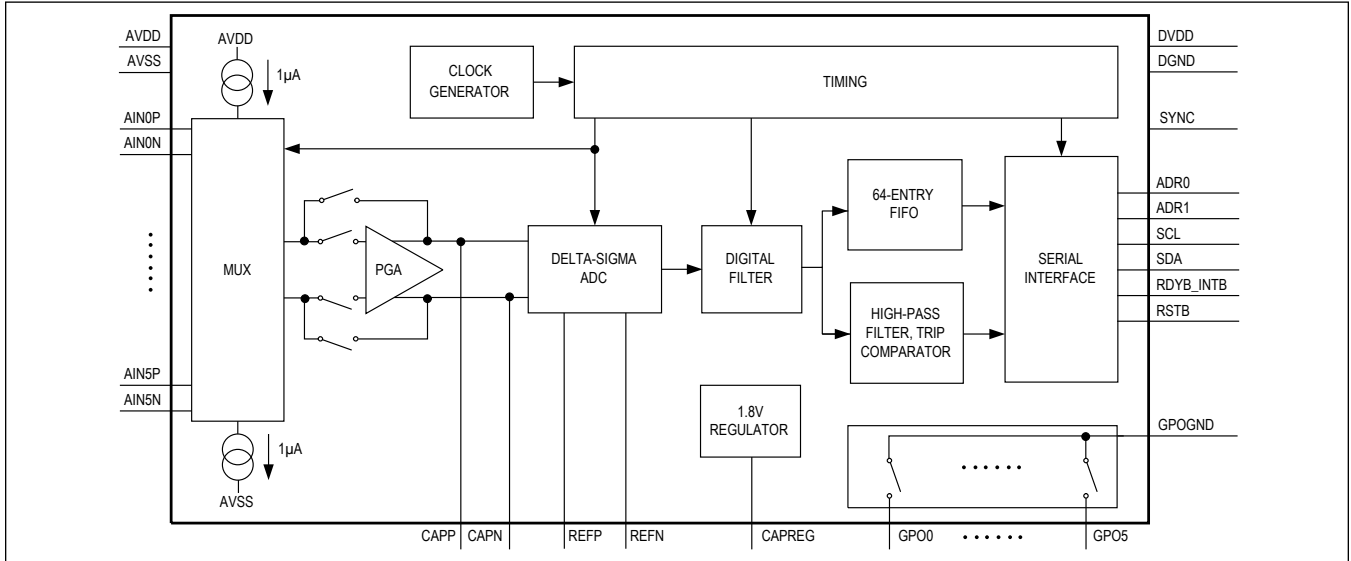 AVDD
AVSS
AVDD
1µA
CLOCK
GENERATOR
TIMING
DVDD
DGND
SYNC
AIN0P
AIN0N
MUX
PGA
DELTA-SIGMA
ADC
DIGITAL
FILTER
64-ENTRY
FIFO
HIGH-PASS
FILTER, TRIP
COMPARATOR
SERIAL
INTERFACE
ADR0
ADR1
SCL
SDA
RDYB_INTB
RSTB
AIN5P
AIN5N
1µA
AVSS
1.8V
REGULATOR
GPOGND
CAPP
CAPN
REFP
REFN
CAPREG
GPO0
GPO5